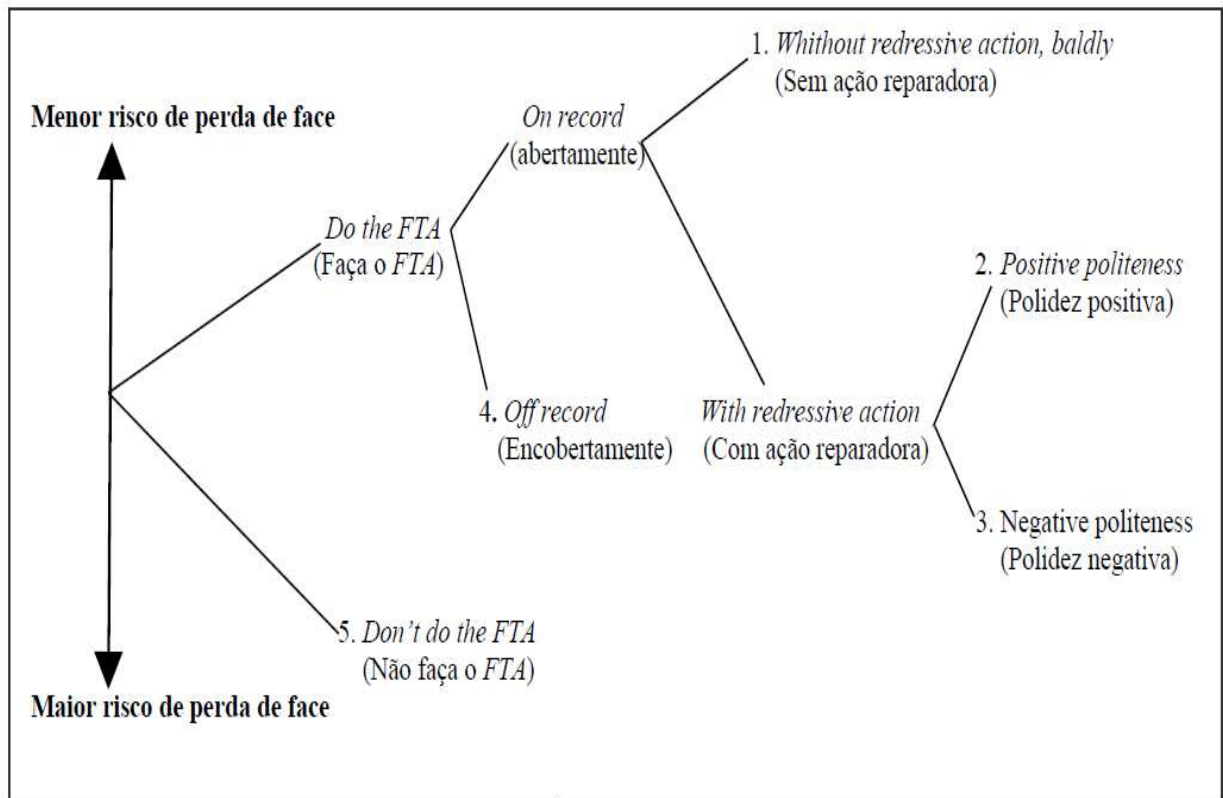 1. Whithout redressive action, baldly
(Sem ação reparadora)
Menor risco de perda de face
On record
(abertamente)
Do the FTA
(Faça o FTA)
2. Positive politeness
(Polidez positiva)
4. Off record
(Encobertamente)
With redressive action
(Com ação reparadora)
3. Negative politeness
(Polidez negativa)
5. Don't do the FTA
(Não faça o FTA)
Maior risco de perda de face